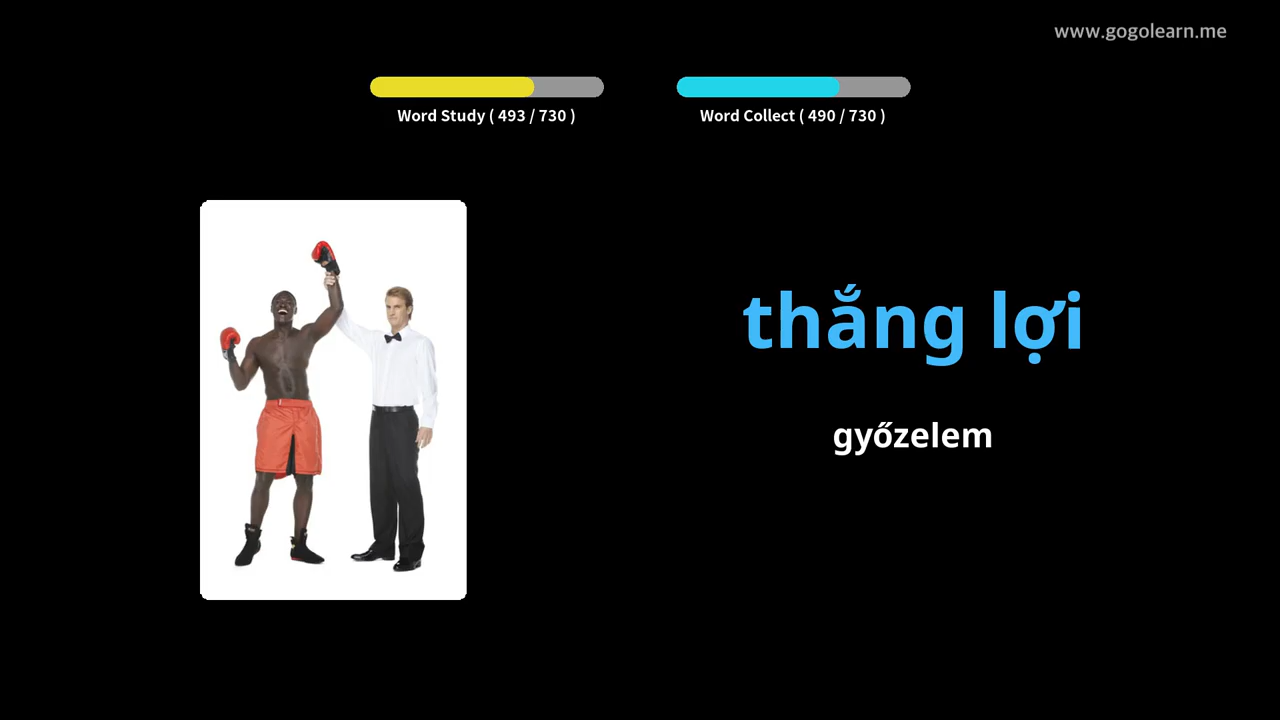 www.gogolearn.me
Word Study ( 493 / 730 )
Word Collect ( 490 / 730 )
thắng lợi
győzelem